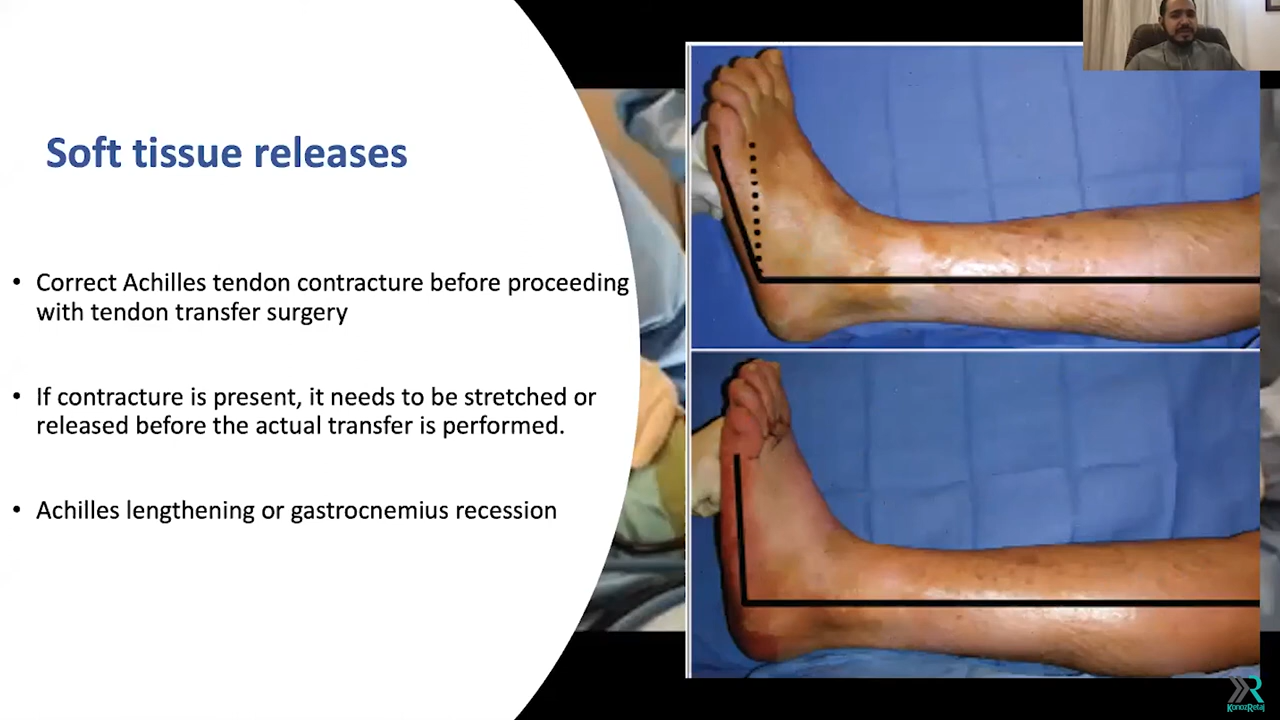 Soft tissue releases
• Correct Achilles tendon contracture before proceeding
with tendon transfer surgery
• If contracture is present, it needs to be stretched or
released before the actual transfer is performed.
• Achilles lengthening or gastrocnemius recession
KonozRetaj